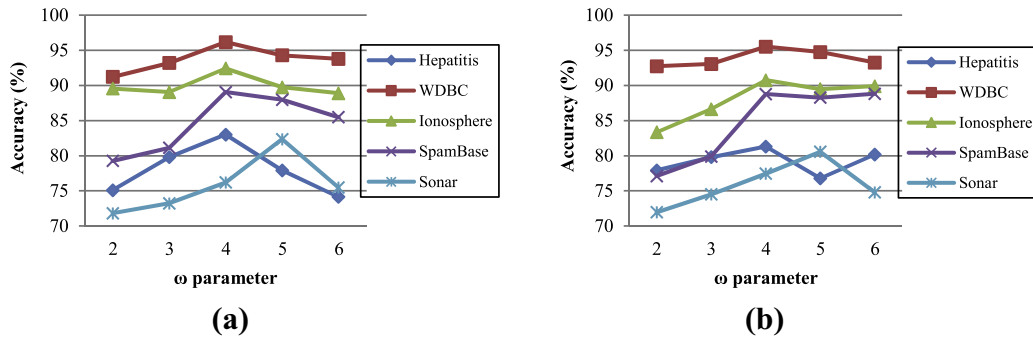 100
95
90
85
80
75
70
Accuracy (%)
2 3 4 5 6
ω parameter
Hepatitis
WDBC
Ionosphere
SpamBase
Sonar
(a)
100
95
90
85
80
75
70
Accuracy (%)
2 3 4 5 6
ω parameter
Hepatitis
WDBC
Ionosphere
SpamBase
Sonar
(b)